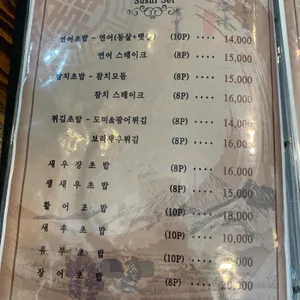 Sushi Set
연어초밥 - 연어(등살+뱃살) (10P) ···· 14,000
연어 스테이크 (8P) ···· 15,000
참치초밥 - 참치모듬 (8P) ···· 15,000
참치 스테이크 (8P) ···· 16,000
튀김초밥 - 도미&광어튀김 (8P) ···· 14,000
보리새우튀김 (8P) ···· 16,000
새우장초밥 (8P) ···· 16,000
생새우초밥 (8P) ···· 15,000
활어초밥 (10P) ···· 18,000
새우초밥 (10P) ···· 10,000
유부초밥 (10P) ····
장어초밥 (8P) ····